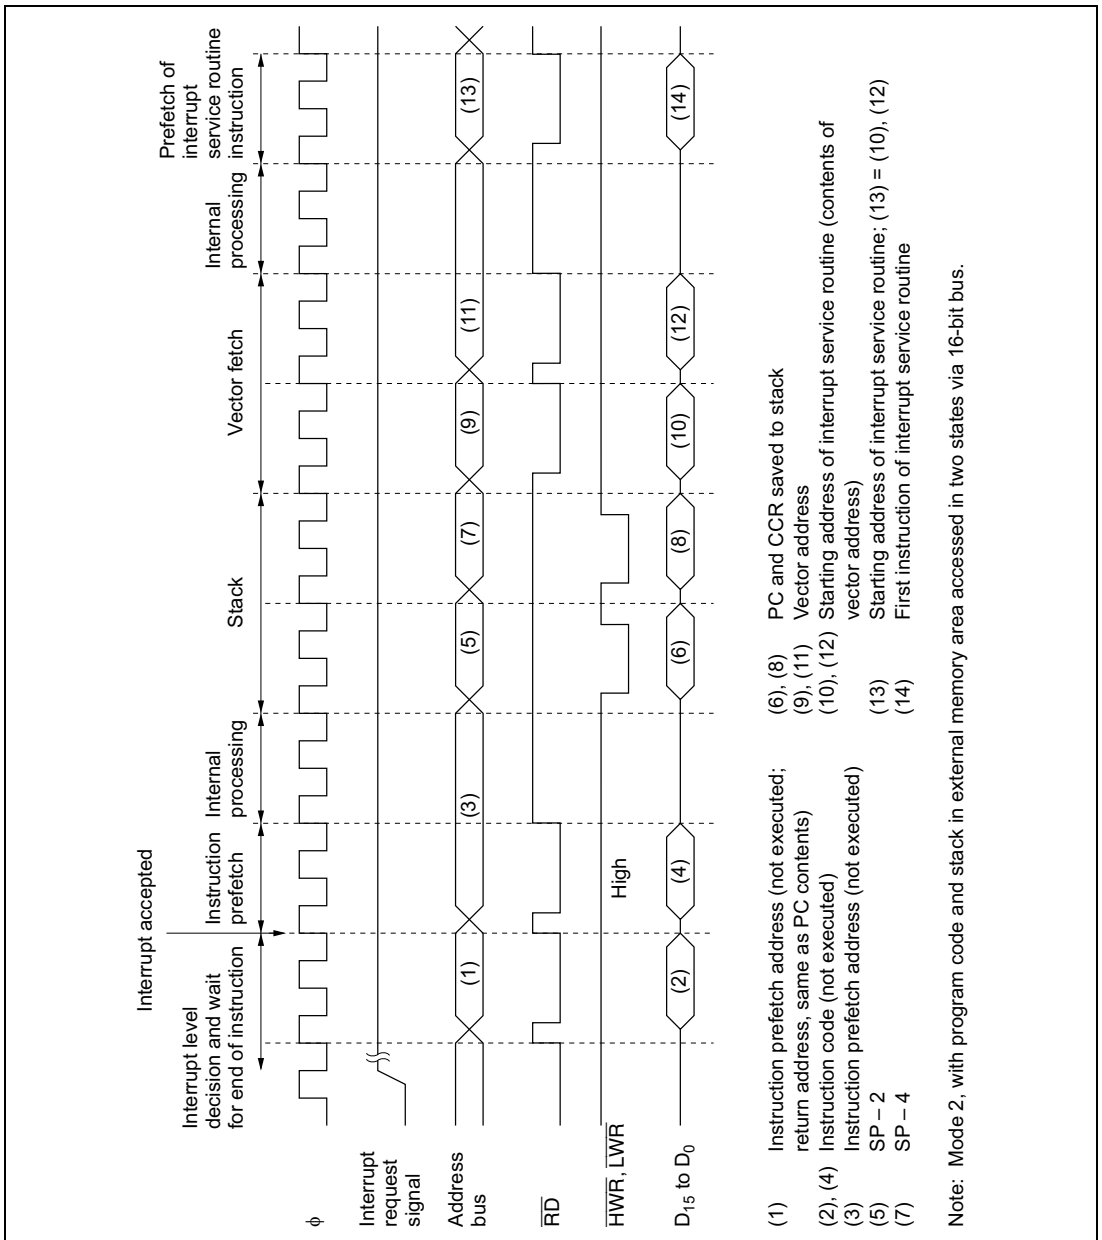 Interrupt accepted
Interrupt level
decision and wait
for end of instruction
Instruction
prefetch
Internal
processing
Stack
Vector fetch
Internal
processing
Prefetch of
interrupt
service routine
instruction
φ
Interrupt
request
signal
Address
bus
(1)
(3)
(5)
(7)
(9)
(11)
(13)
RD
HWR, LWR
High
D15 to D0
(2)
(4)
(6)
(8)
(10)
(12)
(14)
(1) Instruction prefetch address (not executed;
return address, same as PC contents)
(2), (4) Instruction code (not executed)
(3) Instruction prefetch address (not executed)
(5) SP – 2
(7) SP – 4
(6), (8) PC and CCR saved to stack
(9), (11) Vector address
(10), (12) Starting address of interrupt service routine (contents of
vector address)
(13) Starting address of interrupt service routine; (13) = (10), (12)
(14) First instruction of interrupt service routine
Note: Mode 2, with program code and stack in external memory area accessed in two states via 16-bit bus.